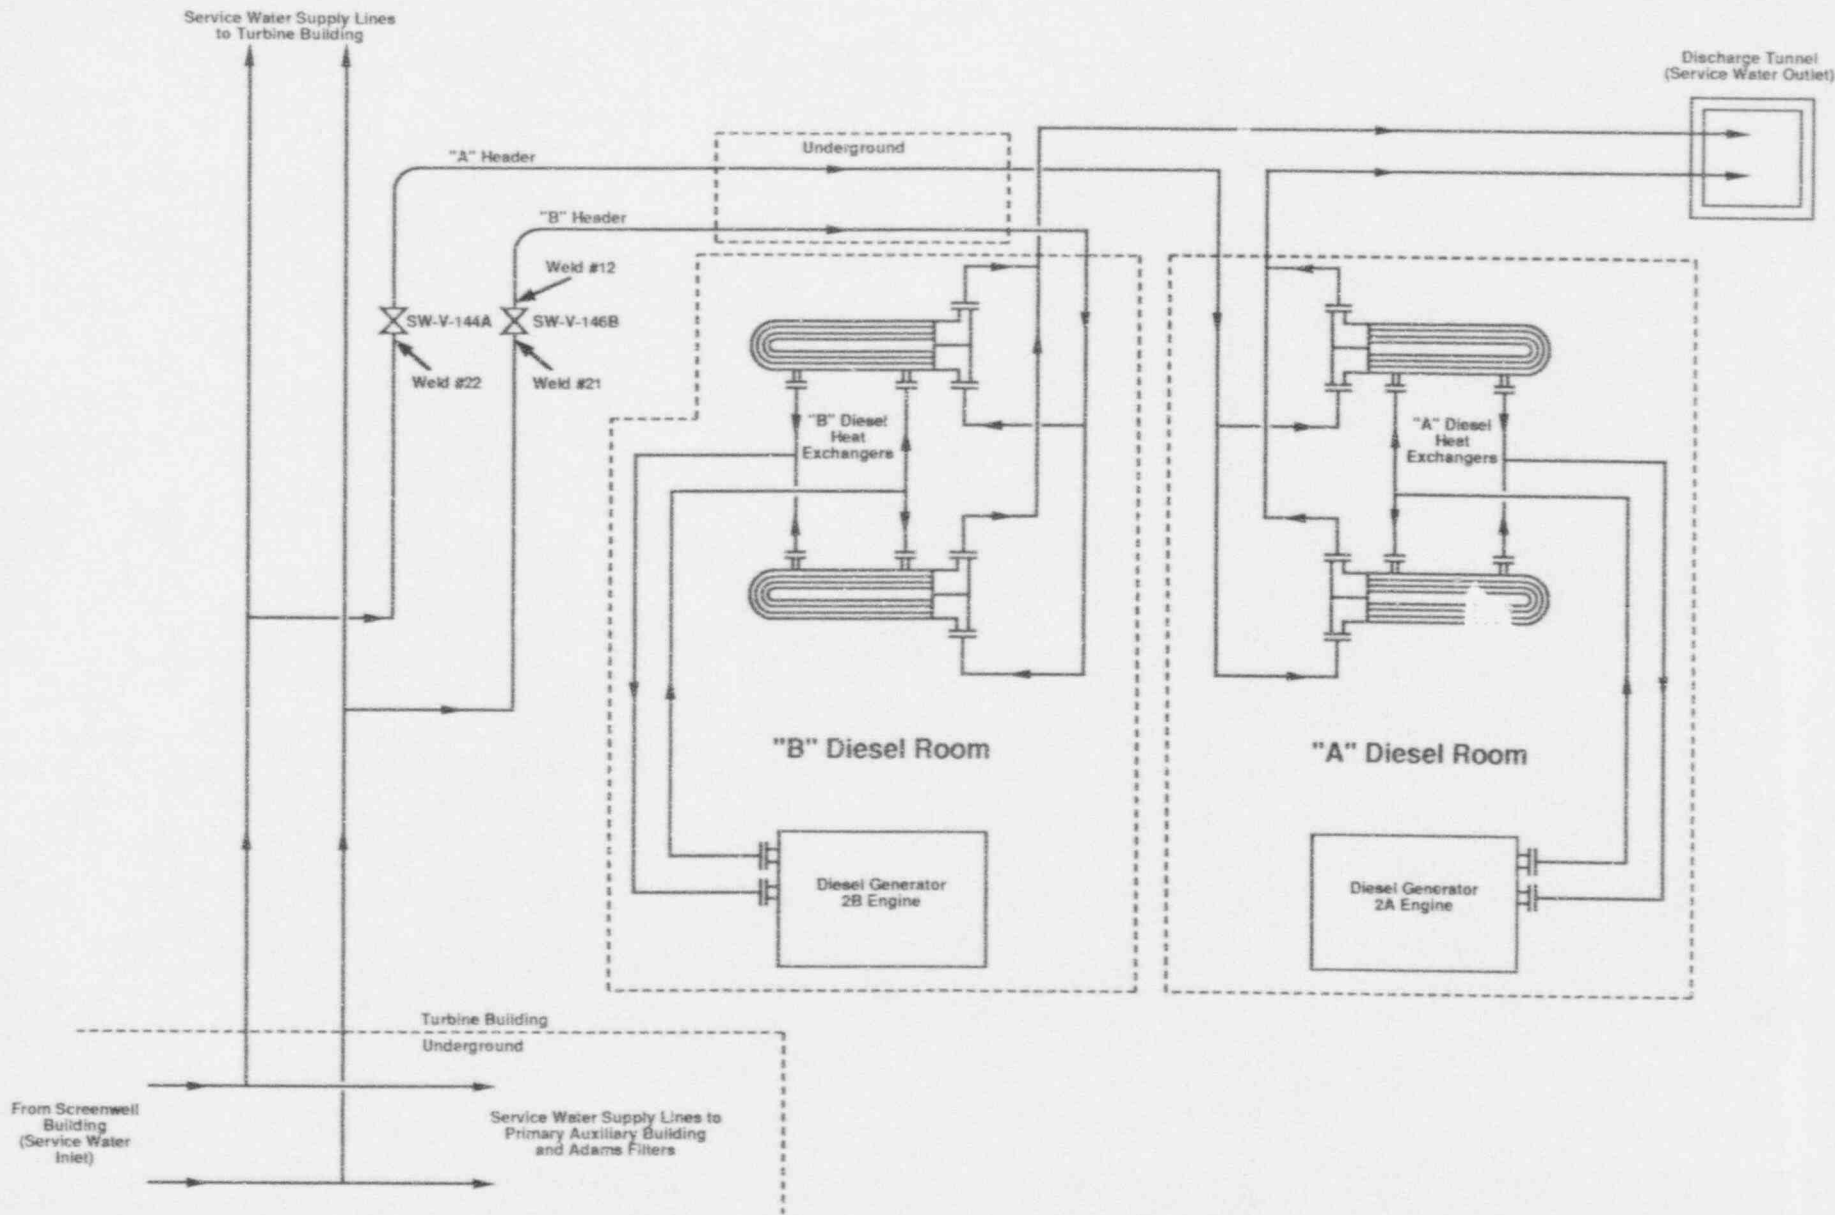 Service Water Supply Lines
to Turbine Building
Discharge Tunnel
(Service Water Outlet)
"A" Header
Underground
"B" Header
Weld #12
SW-V-144A
SW-V-146B
Weld #22
Weld #21
"B" Diesel
Heat
Exchangers
"A" Diesel
Heat
Exchangers
"B" Diesel Room
"A" Diesel Room
Diesel Generator
2B Engine
Diesel Generator
2A Engine
Turbine Building
Underground
From Screenwell
Building
(Service Water
Inlet)
Service Water Supply Lines to
Primary Auxiliary Building
and Adams Filters